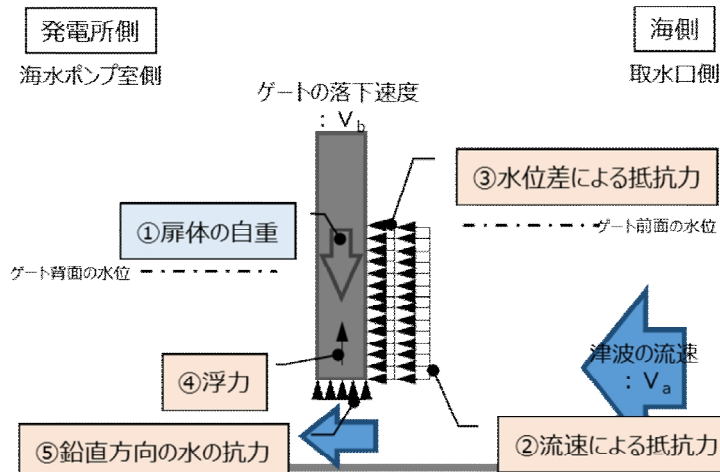 発電所側
海側
海水ポンプ室側
取水口側
ゲートの落下速度
：Vb
③水位差による抵抗力
①扉体の自重
ゲート前面の水位
ゲート背面の水位
津波の流速
：Va
④浮力
⑤鉛直方向の水の抗力
②流速による抵抗力